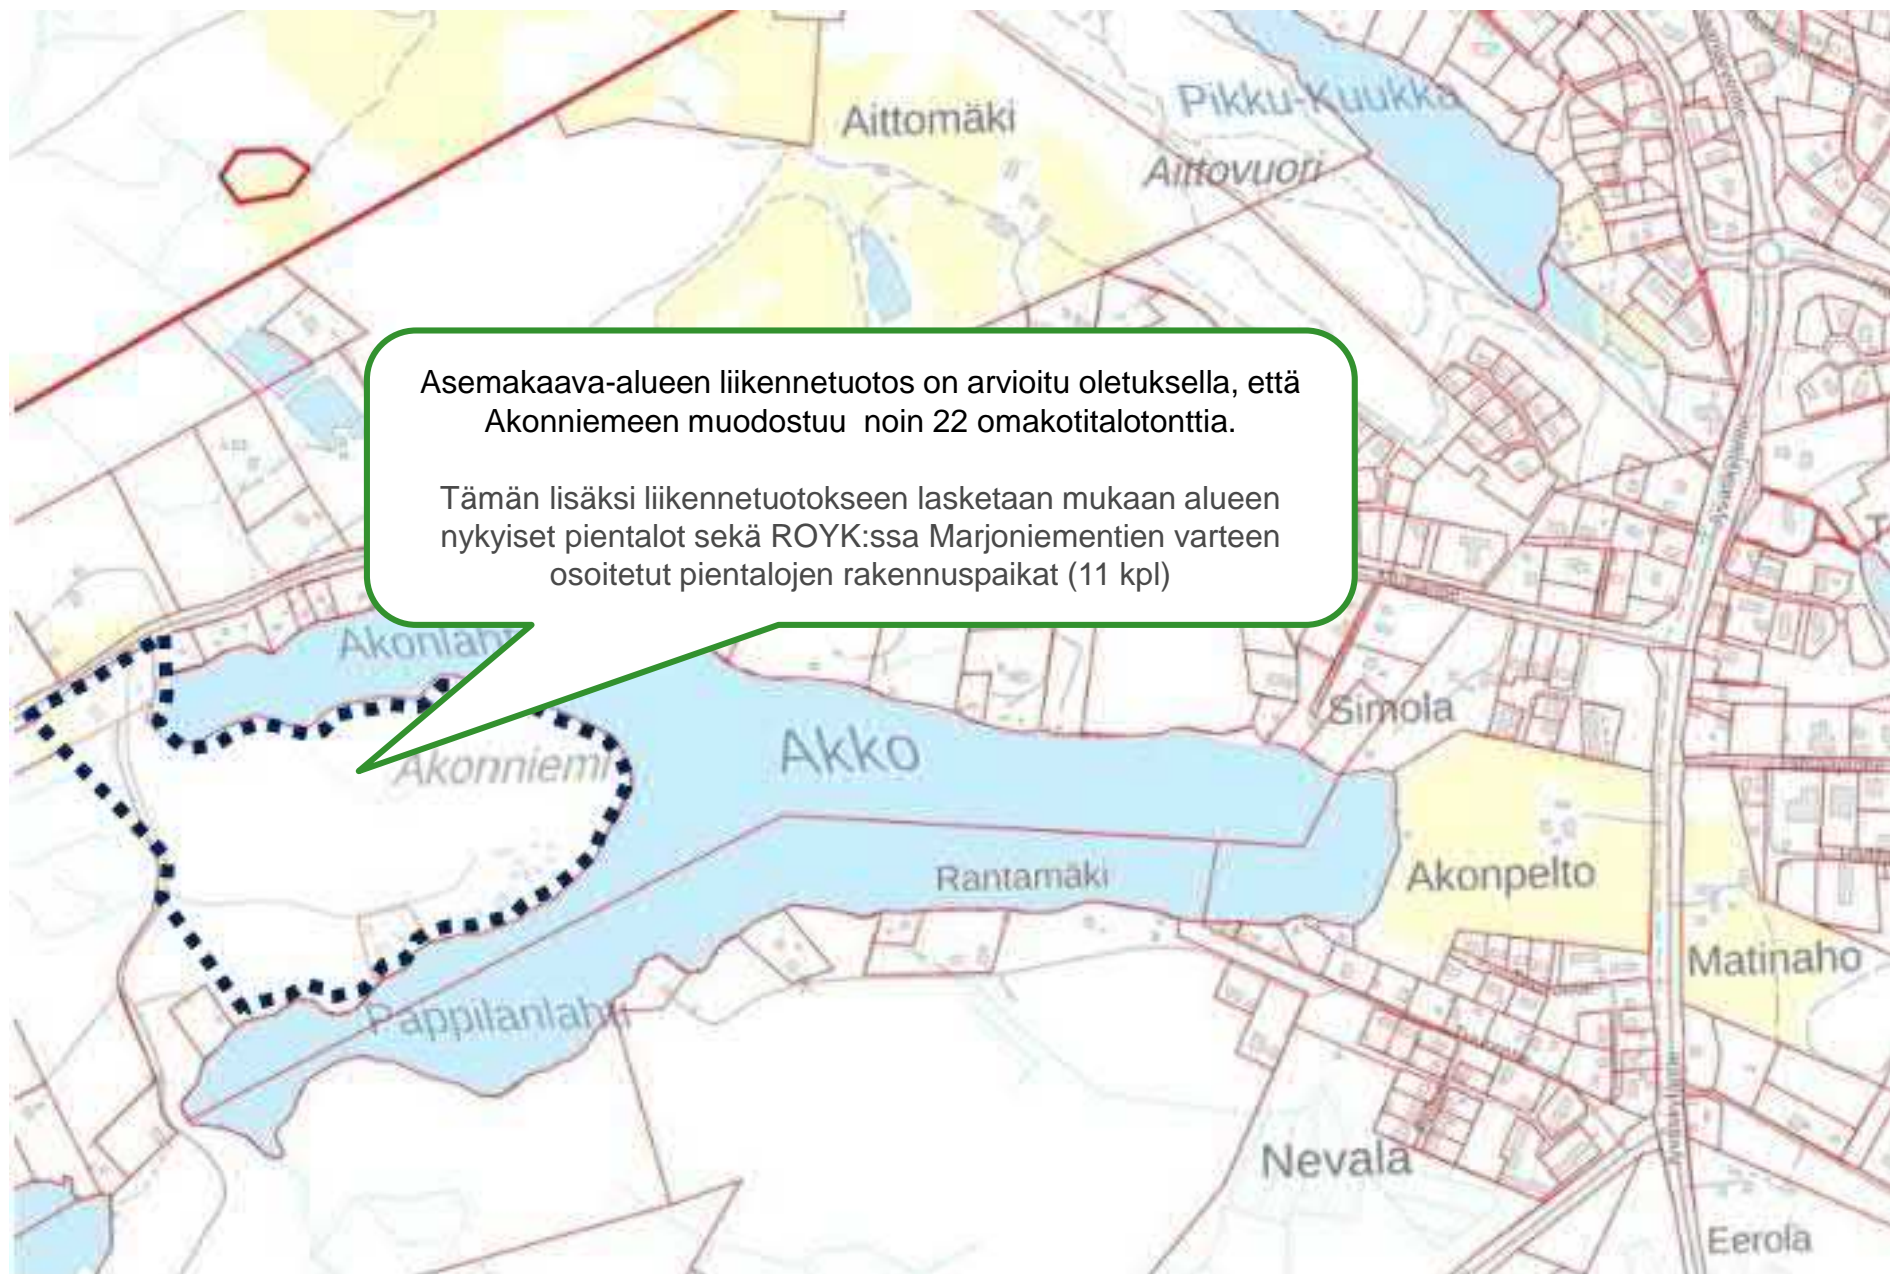 Pikku-Kuukka
Aittomäki
Aittovuori
Asemakaava-alueen liikennetuotos on arvioitu oletuksella, että
Akonniemeen muodostuu noin 22 omakotitalotonttia.
Tämän lisäksi liikennetuotokseen lasketaan mukaan alueen
nykyiset pientalot sekä ROYK:ssa Marjoniementien varteen
osoitetut pientalojen rakennuspaikat (11 kpl)
Akonlaht
Simola
Akko
Akonniemi
Rantamäki
Akonpelto
Matinaho
Pappilanlahti
Nevala
Eerola